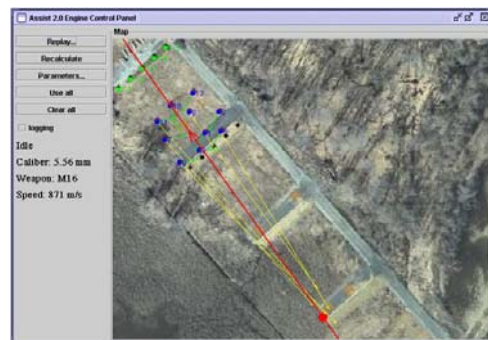 Assist 2.0 Engine Control Panel
Map
Replay...
Recalculate
Parameters...
Use all
Clear all
logging
Idle
Caliber: 5.56 mm
Weapon: M16
Speed: 871 m/s